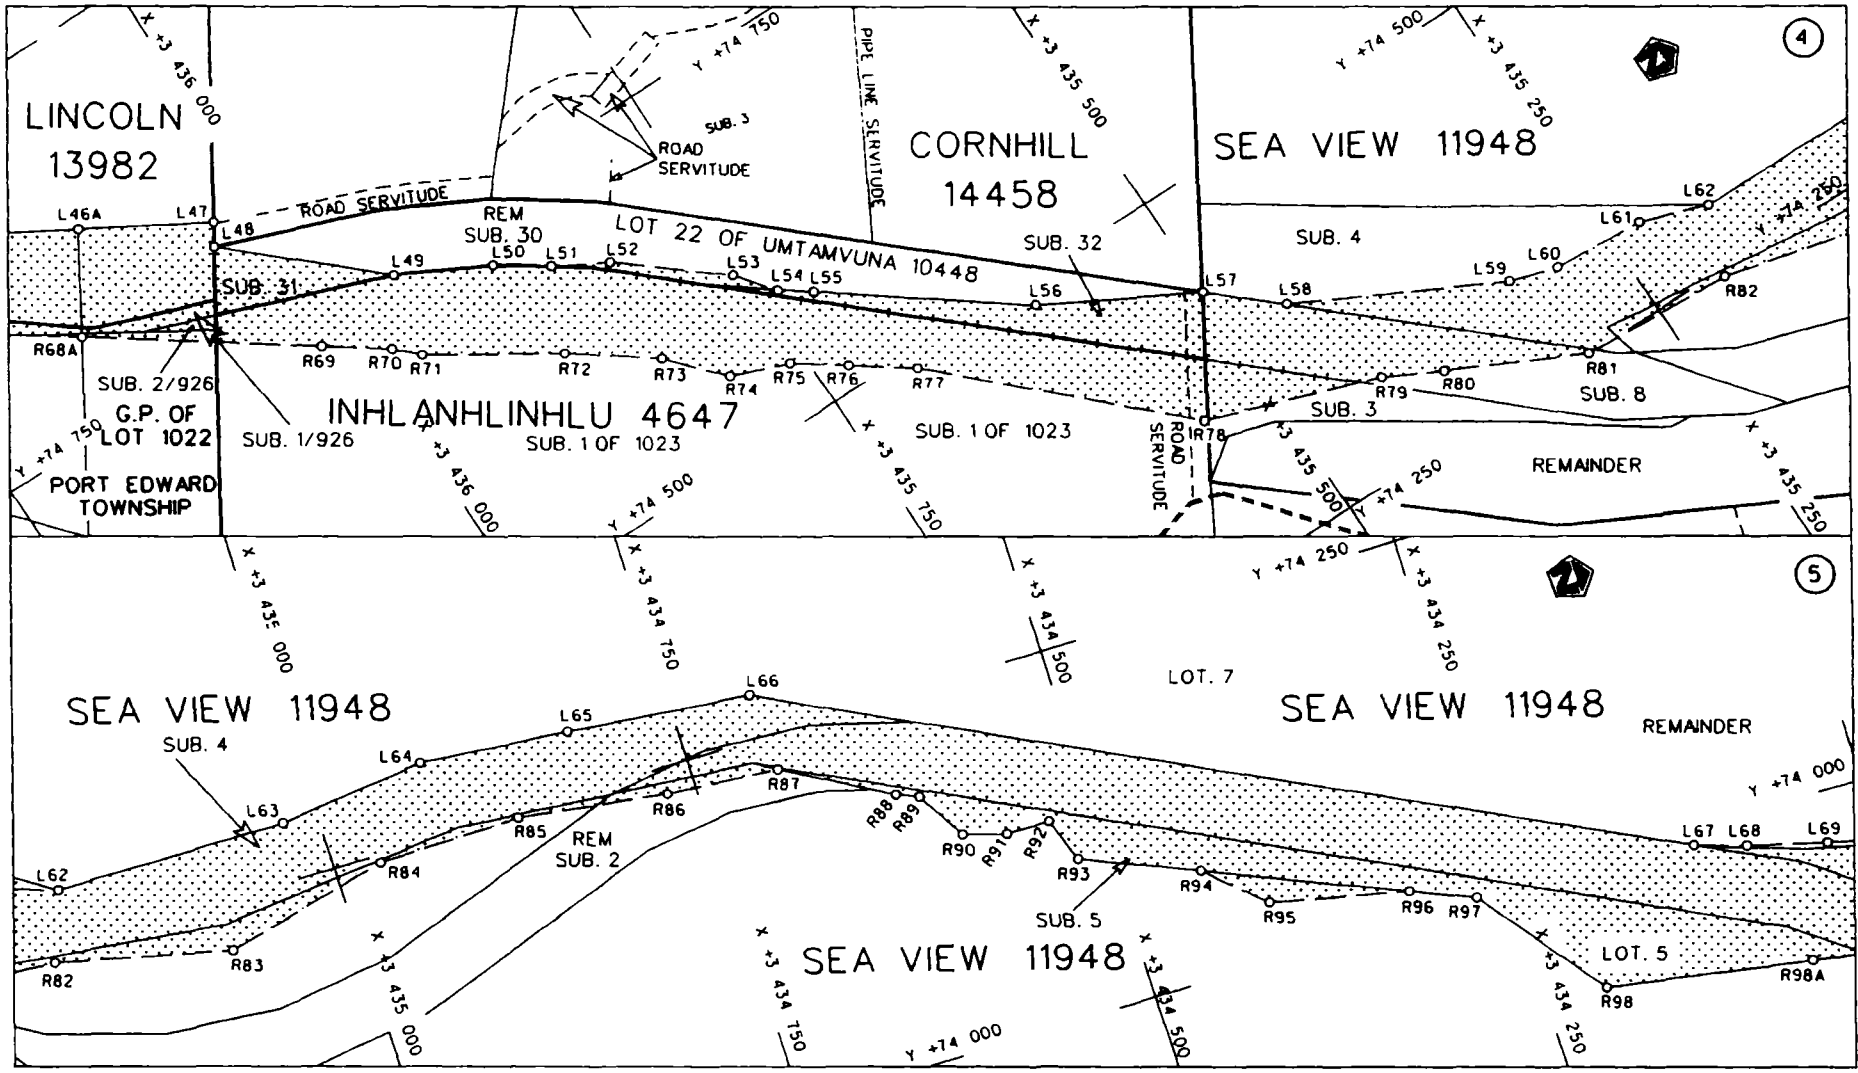 X +3 436 000
Y +74 750
PIPE LINE SERVITUDE
X +3 435 500
Y +74 500
X +3 435 250
4
LINCOLN
13982
SUB. 3
ROAD
SERVITUDE
CORNHILL
14458
SEA VIEW 11948
L46A
L47
L48
ROAD SERVITUDE
REM
SUB. 30
LOT 22 OF UMTAMVUNA 10448
SUB. 32
SUB. 4
L62
L61
Y +74 250
L60
L59
L58
L57
L56
L55
L54
L53
L52
L51
L50
L49
SUB. 31
R82
R68A
R69
R70
R71
R72
R73
R74
R75
R76
R77
R78
R79
R80
R81
SUB. 8
SUB. 3
SUB. 2/926
G.P. OF
LOT 1022
SUB. 1/926
INHLANHLINHLU 4647
SUB. 1 OF 1023
SUB. 1 OF 1023
ROAD
SERVITUDE
REMAINDER
Y +74 750
PORT EDWARD
TOWNSHIP
X +3 436 000
Y +74 500
X +3 435 750
X +3 435 500
Y +74 250
X +3 435 250
X +3 435 000
X +3 434 750
X +3 434 500
Y +74 250
X +3 434 250
5
LOT. 7
SEA VIEW 11948
SUB. 4
L66
L65
L64
L63
L62
SEA VIEW 11948
REMAINDER
Y +74 000
L67
L68
L69
R82
R83
R84
R85
R86
R87
R88
R89
R90
R91
R92
R93
R94
R95
R96
R97
R98
R98A
REM
SUB. 2
SUB. 5
LOT. 5
SEA VIEW 11948
X +3 435 000
X +3 434 750
Y +74 000
X +3 434 500
X +3 434 250